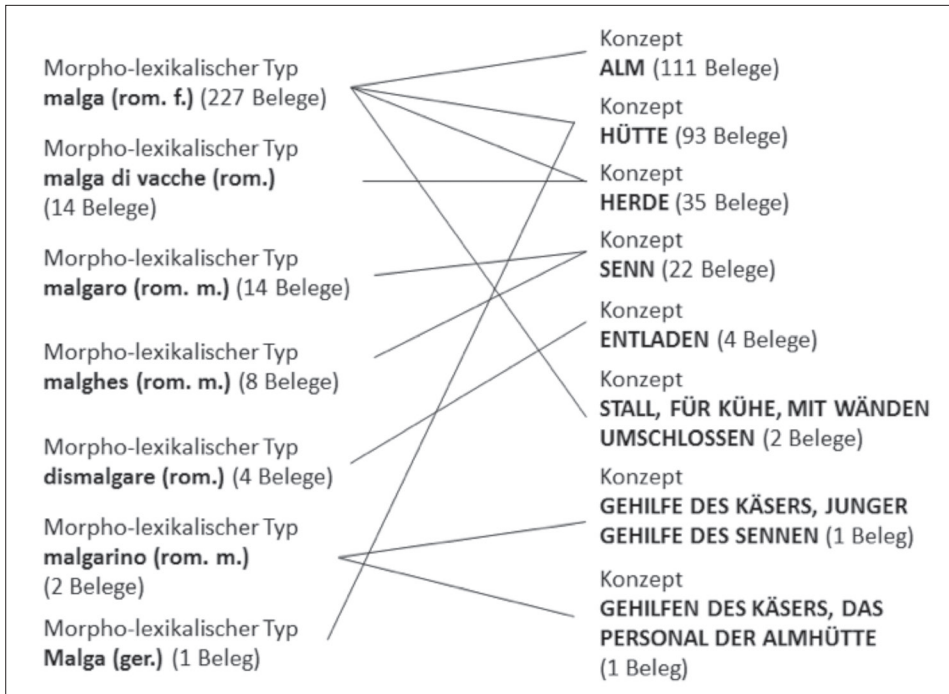 Morpho-lexikalischer Typ
malga (rom. f.) (227 Belege)
Morpho-lexikalischer Typ
malga di vacche (rom.)
(14 Belege)
Morpho-lexikalischer Typ
malgaro (rom. m.) (14 Belege)
Morpho-lexikalischer Typ
malghes (rom. m.) (8 Belege)
Morpho-lexikalischer Typ
dismalgare (rom.) (4 Belege)
Morpho-lexikalischer Typ
malgarino (rom. m.)
(2 Belege)
Morpho-lexikalischer Typ
Malga (ger.) (1 Beleg)
Konzept
ALM (111 Belege)
Konzept
HÜTTE (93 Belege)
Konzept
HERDE (35 Belege)
Konzept
SENN (22 Belege)
Konzept
ENTLADEN (4 Belege)
Konzept
STALL, FÜR KÜHE, MIT WÄNDEN
UMSCHLOSSEN (2 Belege)
Konzept
GEHILFE DES KÄSERS, JUNGER
GEHILFE DES SENNEN (1 Beleg)
Konzept
GEHILFEN DES KÄSERS, DAS
PERSONAL DER ALMHÜTTE
(1 Beleg)